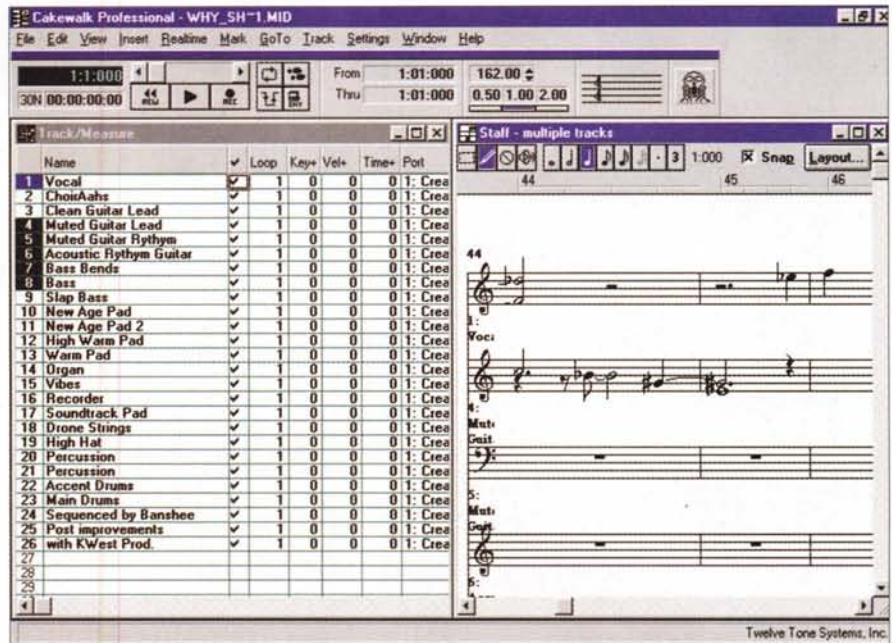 Cakewalk Professional - WHY_SH~1.MID
File Edit View Insert Realtime Mark GoTo Track Settings Window Help
1:1:000 From 1:01:000 162.00
30N 00:00:00:00 REW REC Thru 1:01:000 0.50 1.00 2.00
Track/Measure
Name Loop Key+ Vel+ Time+ Port
1 Vocal 1 0 0 0 1: Crea
2 ChoirAahs 1 0 0 0 1: Crea
3 Clean Guitar Lead 1 0 0 0 1: Crea
4 Muted Guitar Lead 1 0 0 0 1: Crea
5 Muted Guitar Rythym 1 0 0 0 1: Crea
6 Acoustic Rythym Guitar 1 0 0 0 1: Crea
7 Bass Bends 1 0 0 0 1: Crea
8 Bass 1 0 0 0 1: Crea
9 Slap Bass 1 0 0 0 1: Crea
10 New Age Pad 1 0 0 0 1: Crea
11 New Age Pad 2 1 0 0 0 1: Crea
12 High Warm Pad 1 0 0 0 1: Crea
13 Warm Pad 1 0 0 0 1: Crea
14 Organ 1 0 0 0 1: Crea
15 Vibes 1 0 0 0 1: Crea
16 Recorder 1 0 0 0 1: Crea
17 Soundtrack Pad 1 0 0 0 1: Crea
18 Drone Strings 1 0 0 0 1: Crea
19 High Hat 1 0 0 0 1: Crea
20 Percussion 1 0 0 0 1: Crea
21 Percussion 1 0 0 0 1: Crea
22 Accent Drums 1 0 0 0 1: Crea
23 Main Drums 1 0 0 0 1: Crea
24 Sequenced by Banshee 1 0 0 0 1: Crea
25 Post improvements 1 0 0 0 1: Crea
26 with KWest Prod. 1 0 0 0 1: Crea
27
28
29
Staff - multiple tracks
3 1:000 Snap Layout...
44 45 46
44
1:
Voca
4:
Mute
Guit
5:
Mute
Guit
5:
Twelve Tone Systems, Inc